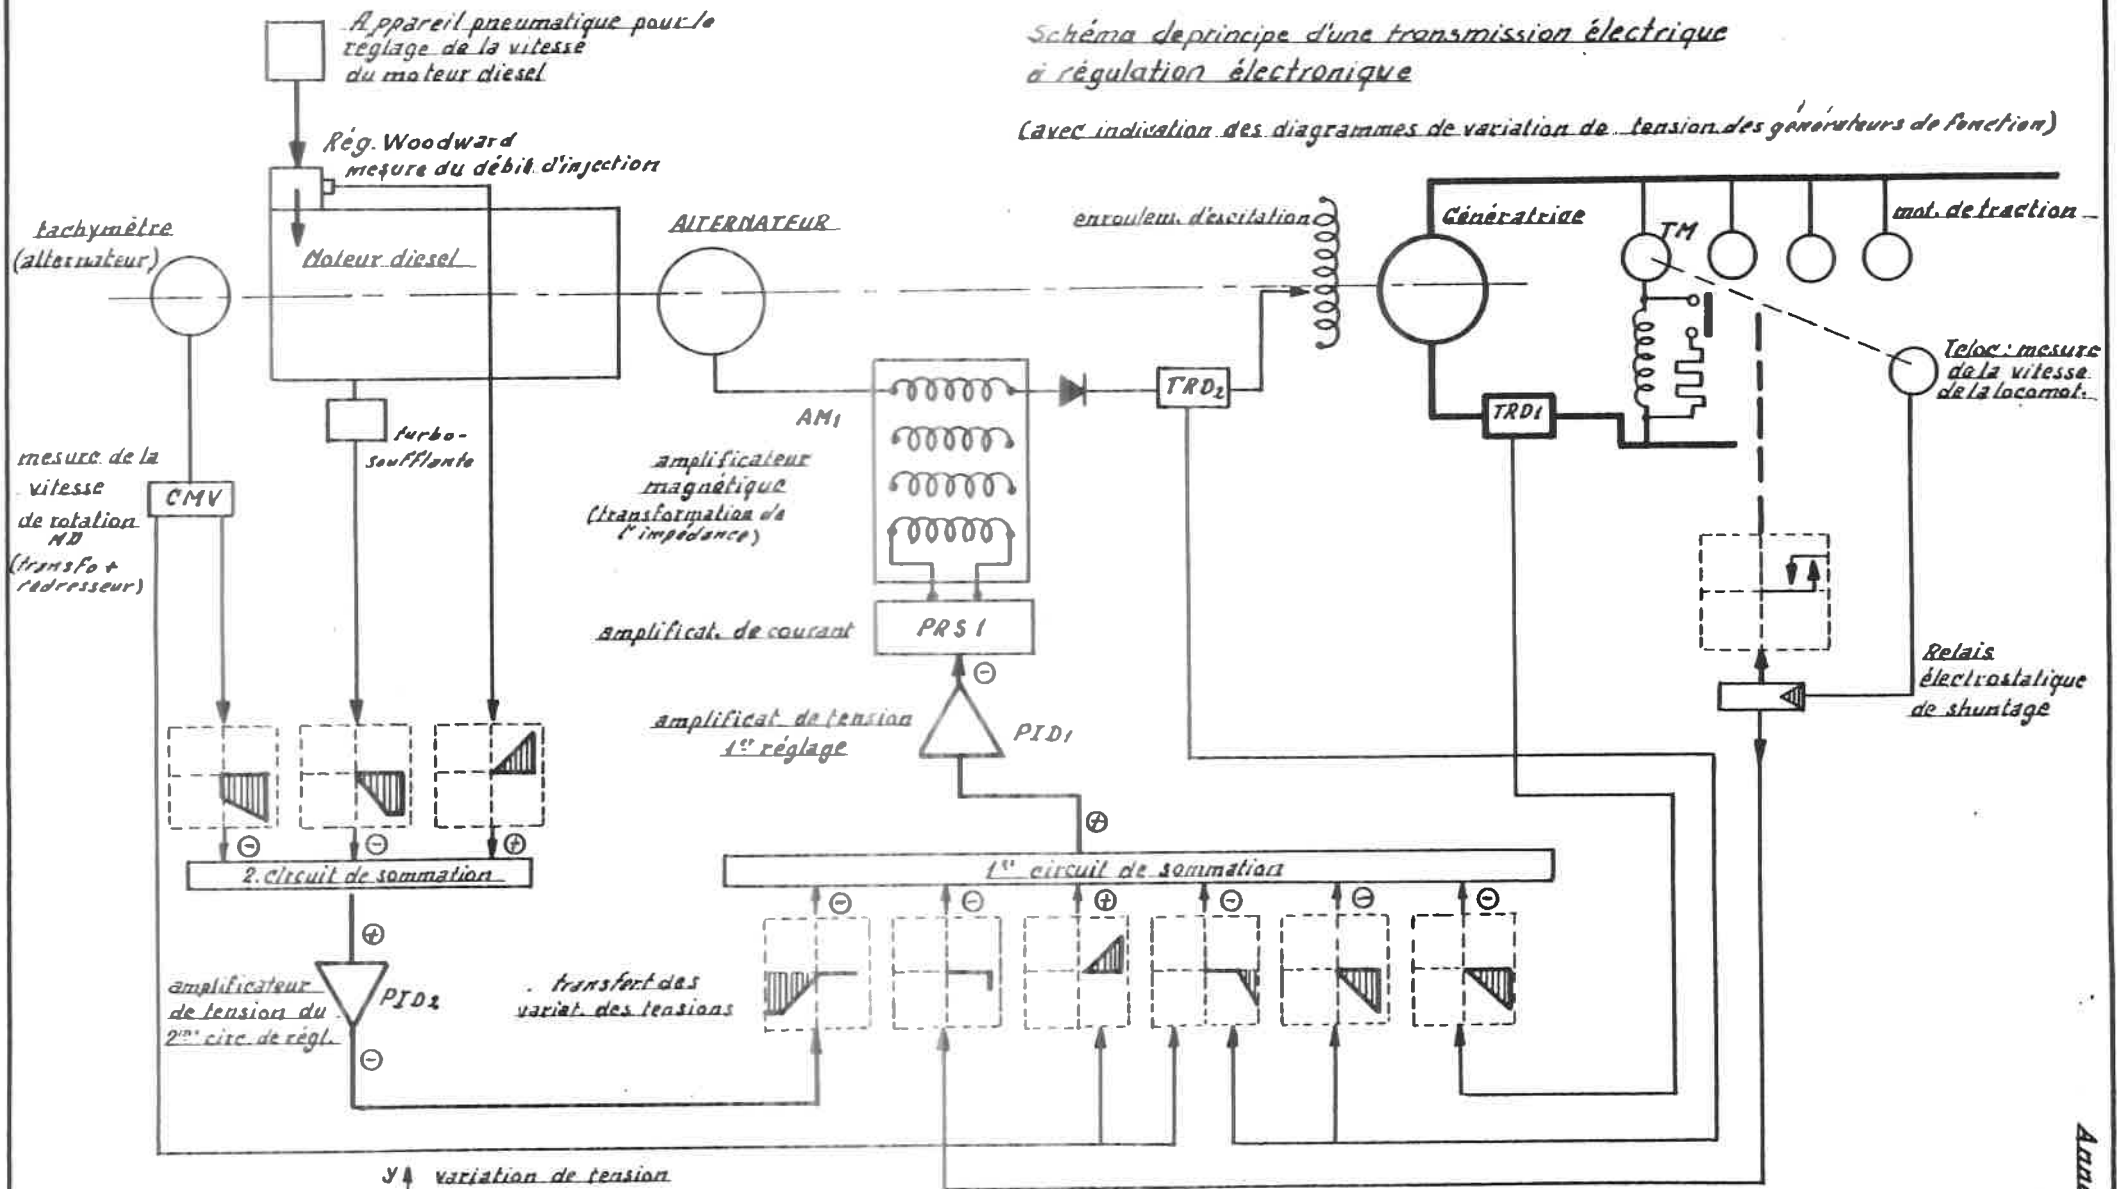 Appareil pneumatique pour le
réglage de la vitesse
du moteur diesel
Schéma de principe d'une transmission électrique
à régulation électronique
(avec indication des diagrammes de variation de tension des générateurs de fonction)
Rég. Woodward
mesure du débit d'injection
tachymètre
(alternateur)
Moteur diesel
ALTERNATEUR
enroulem. d'excitation
Génératrice
TM
mot. de traction
Teloc: mesure
de la vitesse
de la locomot.
TRD2
TRD1
AM1
turbo-
soufflante
mesure de la
vitesse
de rotation
MD
(transfo +
redresseur)
CMV
amplificateur
magnétique
(transformation de
l'impédance)
amplificat. de courant
PRS1
Relais
électrostatique
de shuntage
amplificat. de tension
1er réglage
PID1
2. circuit de sommation
1er circuit de sommation
amplificateur
de tension du
2me circ. de régl.
PID2
transfert des
variat. des tensions
y variation de tension
Ann